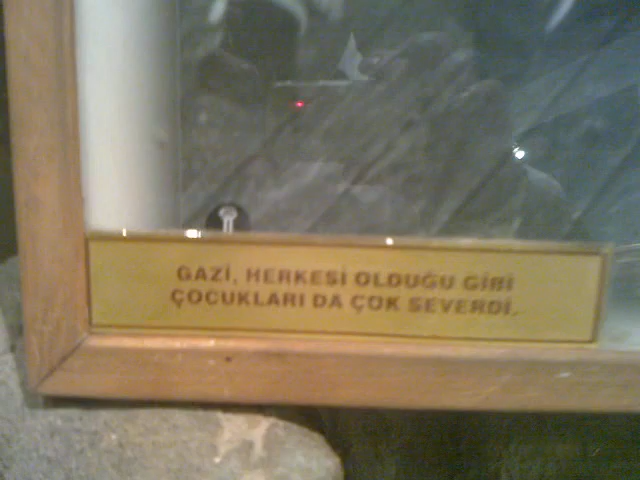 GAZİ, HERKESİ OLDUĞU GİBİ
ÇOCUKLARI DA ÇOK SEVERDİ.